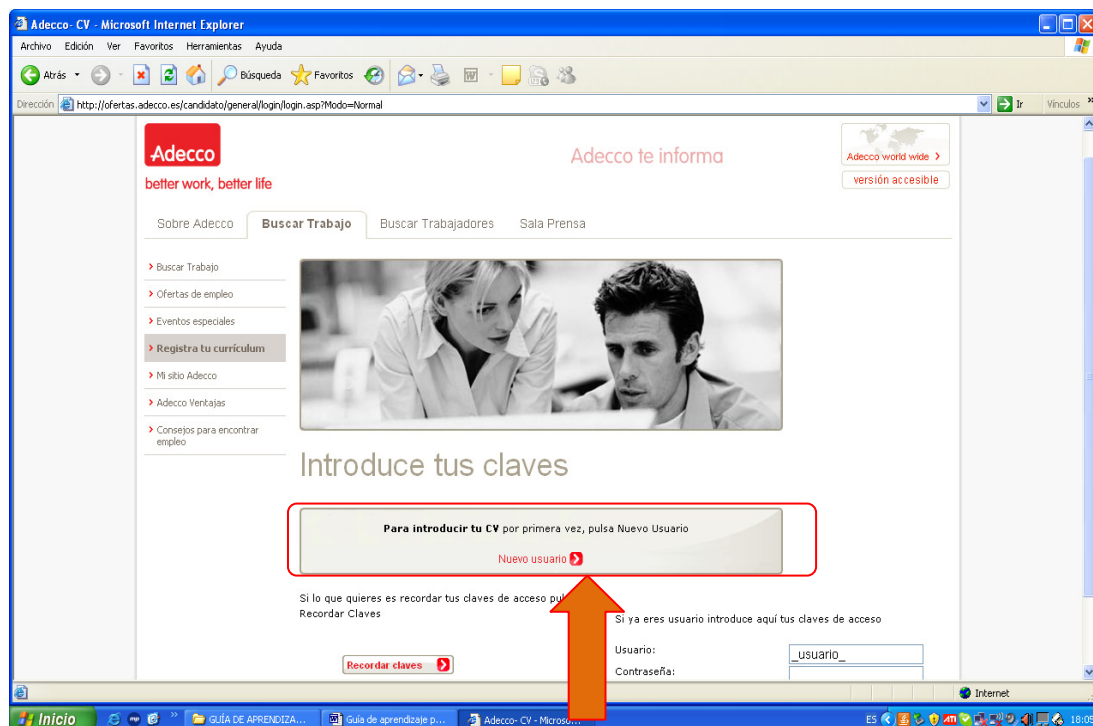 Adecco- CV - Microsoft Internet Explorer
Archivo Edición Ver Favoritos Herramientas Ayuda
Atrás Búsqueda Favoritos
Dirección http://ofertas.adecco.es/candidato/general/login/login.asp?Modo=Normal Ir Vínculos »
Adecco
better work, better life
Adecco te informa
Adecco world wide
versión accesible
Sobre Adecco Buscar Trabajo Buscar Trabajadores Sala Prensa
Buscar Trabajo
Ofertas de empleo
Eventos especiales
Registra tu currículum
Mi sitio Adecco
Adecco Ventajas
Consejos para encontrar
empleo
Introduce tus claves
Para introducir tu CV por primera vez, pulsa Nuevo Usuario
Nuevo usuario
Si lo que quieres es recordar tus claves de acceso
Recordar Claves
Recordar claves
Si ya eres usuario introduce aquí tus claves de acceso
Usuario: _usuario_
Contraseña:
Internet
Inicio » GUÍA DE APRENDIZA... Guia de aprendizaje p... Adecco- CV - Micros ES 18:05